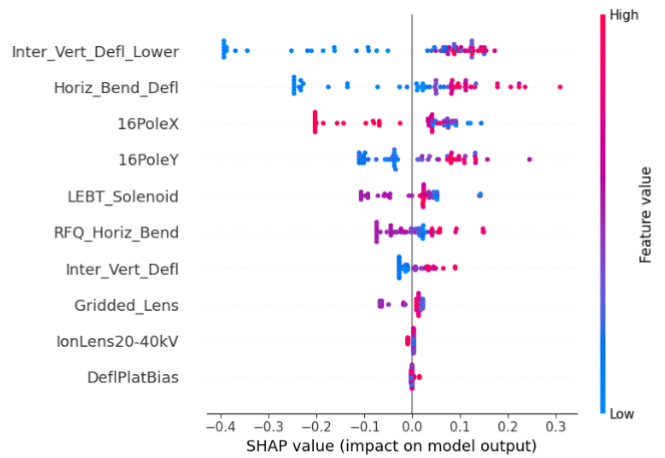 High
Inter_Vert_Defl_Lower
Horiz_Bend_Defl
16PoleX
16PoleY
LEBT_Solenoid
RFQ_Horiz_Bend
Inter_Vert_Defl
Gridded_Lens
IonLens20-40kV
DeflPlatBias
Feature value
Low
−0.4 −0.3 −0.2 −0.1 0.0 0.1 0.2 0.3
SHAP value (impact on model output)